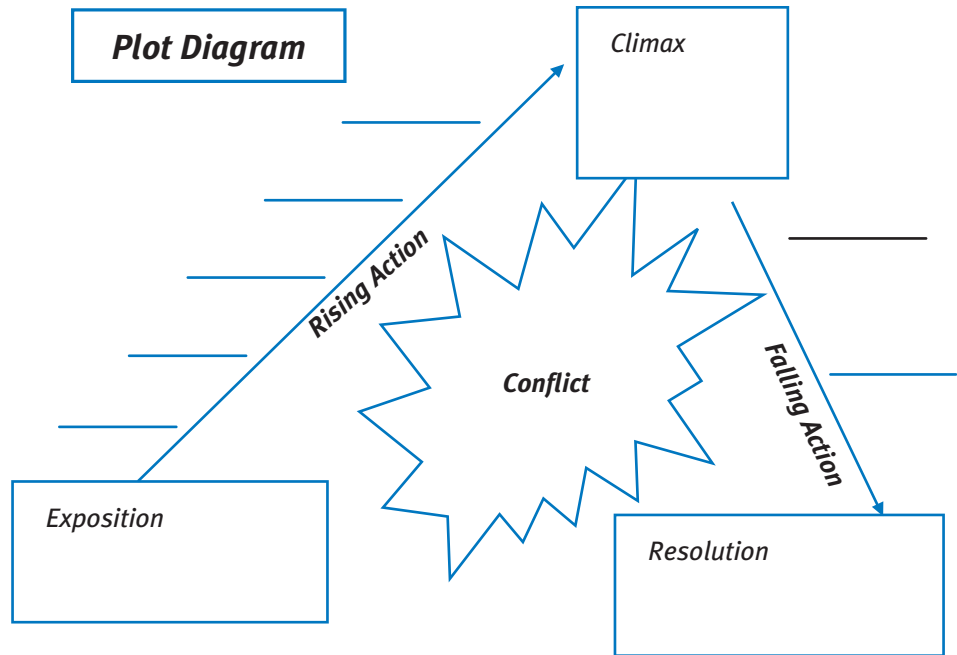 Plot Diagram
Climax
Rising Action
Conflict
Falling Action
Exposition
Resolution